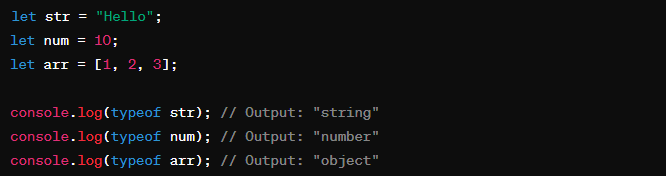 let str = "Hello";
let num = 10;
let arr = [1, 2, 3];
console.log(typeof str); // Output: "string"
console.log(typeof num); // Output: "number"
console.log(typeof arr); // Output: "object"